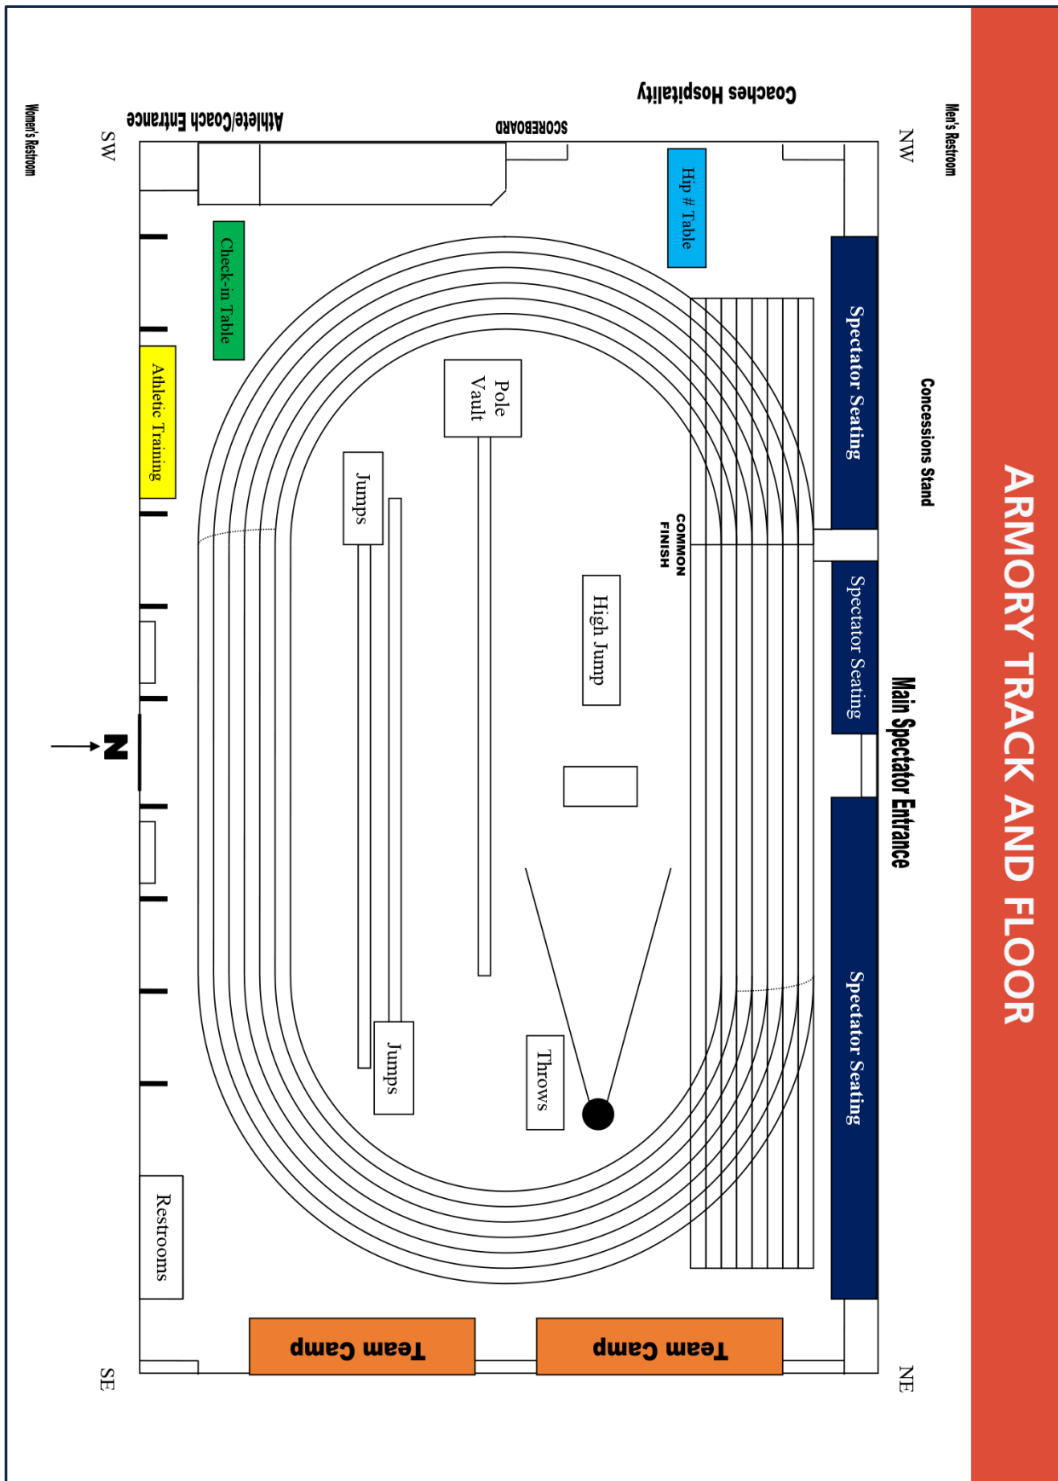 ARMORY TRACK AND FLOOR
Men's Restroom
Concessions Stand
Main Spectator Entrance
NW
NE
Spectator Seating
Spectator Seating
Spectator Seating
Coaches Hospitality
Hip # Table
COMMON
FINISH
High Jump
Throws
SCOREBOARD
Pole
Vault
Jumps
Jumps
Team Camp
Team Camp
Athlete/Coach Entrance
Check-in Table
Athletic Training
Restrooms
SW
N
SE
Women's Restroom